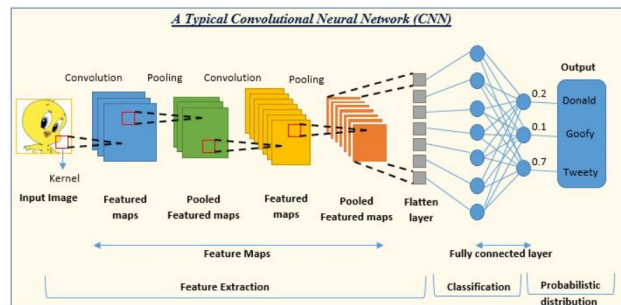 A Typical Convolutional Neural Network (CNN)
Convolution
Pooling
Convolution
Pooling
Output
0.2
Donald
0.1
Goofy
0.7
Tweety
Kernel
Input Image
Featured
maps
Pooled
Featured maps
Featured
maps
Pooled
Featured maps
Flatten
layer
Feature Maps
Fully connected layer
Feature Extraction
Classification
Probabilistic
distribution